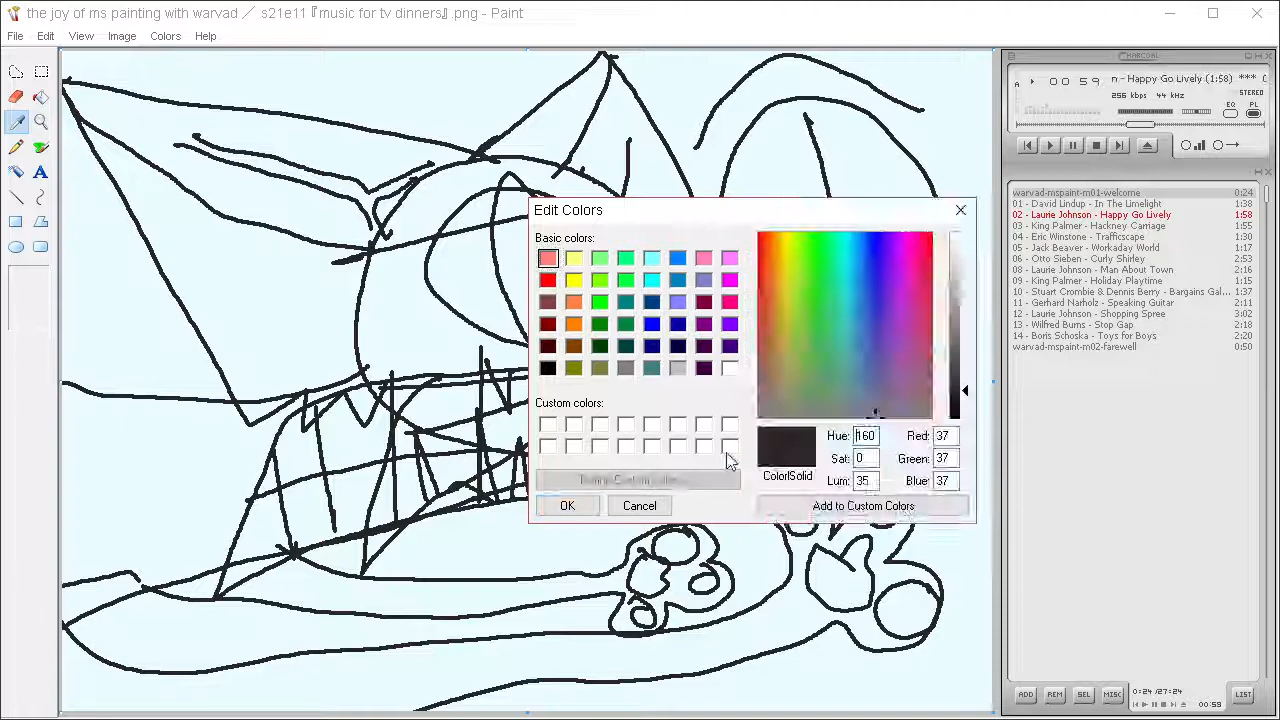 the joy of ms painting with warvad ／ s21e11『music for tv dinners』.png - Paint
File Edit View Image Colors Help
Edit Colors
Basic colors:
Custom colors:
OK
Cancel
Color|Solid
Hue: 160
Sat: 0
Lum: 35
Red: 37
Green: 37
Blue: 37
Add to Custom Colors
CHARCOAL
A
00 59
n - Happy Go Lively (1:58) ***
256 kbps 44 kHz
STEREO
EQ PL
warvad-mspaint-m01-welcome 0:24
01 - David Lindup - In The Limelight 1:38
02 - Laurie Johnson - Happy Go Lively 1:58
03 - King Palmer - Hackney Carriage 1:55
04 - Eric Winstone - Trafficscape 1:30
05 - Jack Beaver - Workaday World 1:17
06 - Otto Sieben - Shirley 1:51
08 - Laurie Johnson - Man About Town
09 - King Palmer - Holiday Playtime 1:15
10 - Stuart Crombie & Dennis Berry - Bargains Gal... 1:37
11 - Gerhard Narholz - Speaking Guitar 2:11
12 - Laurie Johnson - Shopping Spree 3:02
13 - Wilfred Burns - Stop Gap 2:18
14 - Boris Schoska - Toys for Boys 2:20
warvad-mspaint-m02-farewell 0:50
ADD REM SEL MISC
0:24 /27:24
00:59
LIST